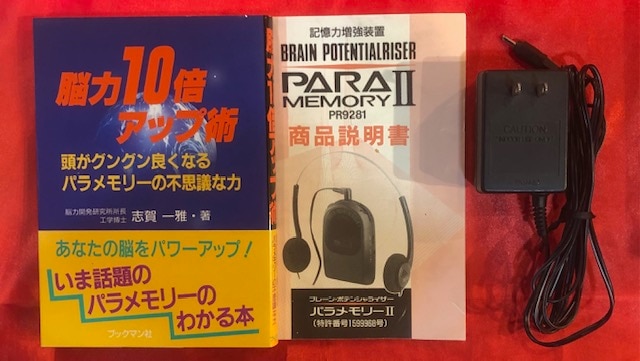 脳力10倍
アップ術
頭がグングン良くなる
パラメモリーの不思議な力
脳力開発研究所所長
工学博士
志賀 一雅・著
あなたの脳をパワーアップ!
いま話題の
パラメモリーの
わかる本
ブックマン社
記憶力増強装置
BRAIN POTENTIALRISER
PARA
MEMORY II
PR9281
商品説明書
ブレーン・ポテンシャライザー
パラメモリーII
(特許番号1599968号)
CAUTION